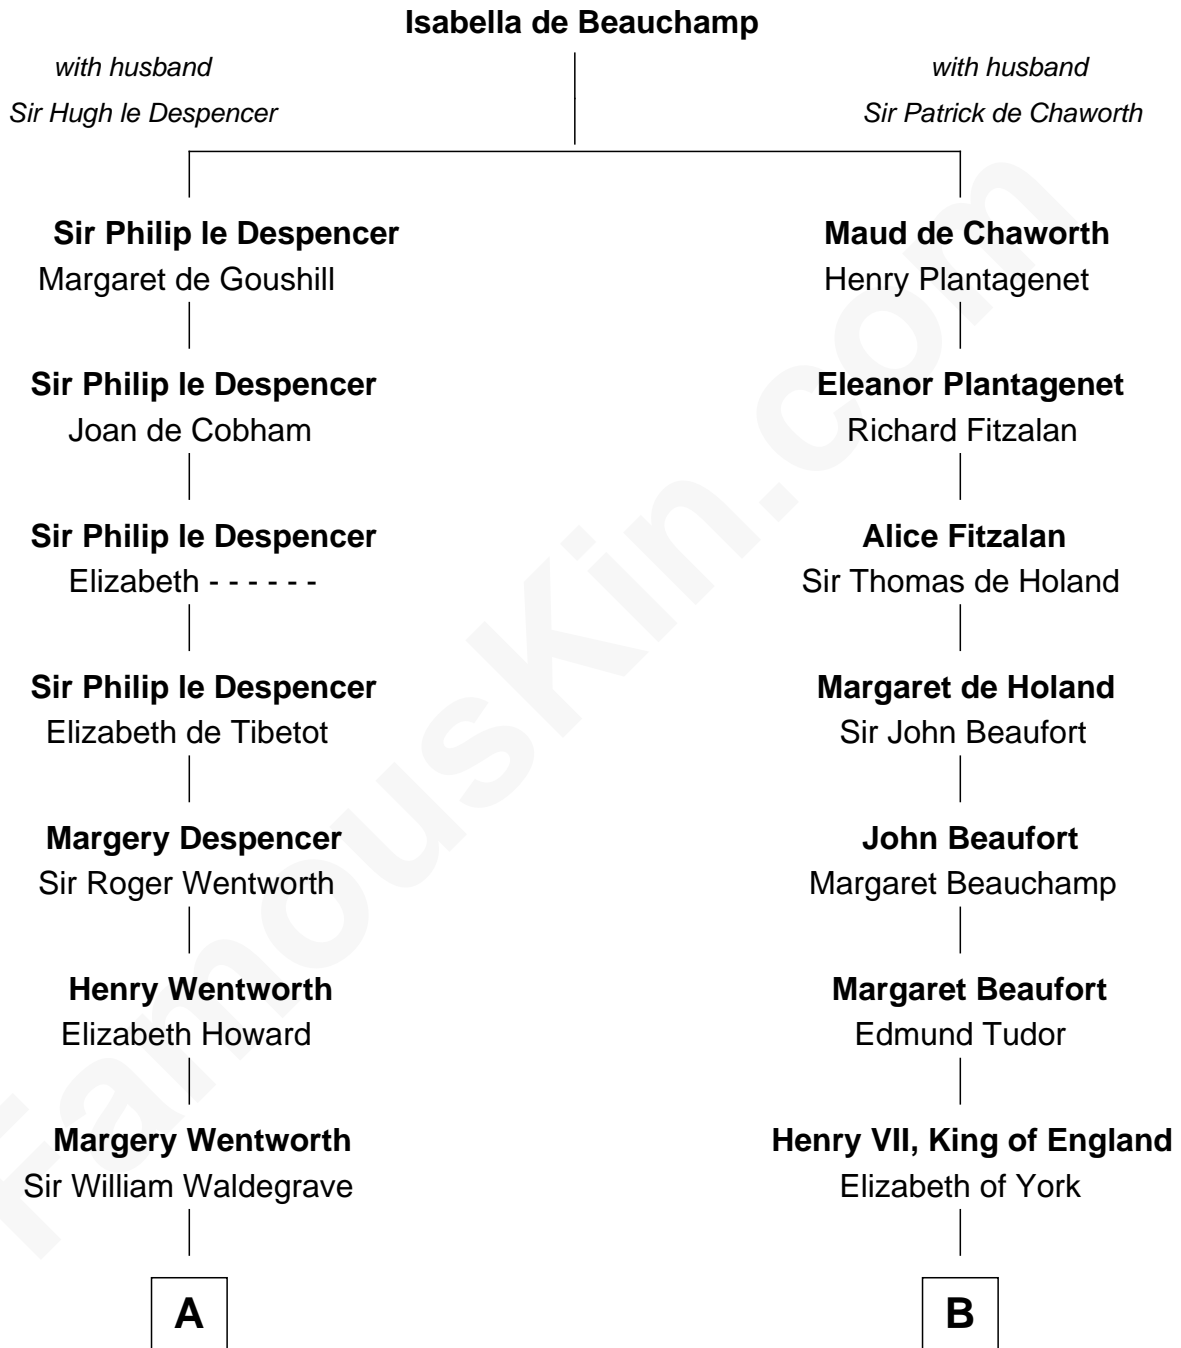 Isabella de Beauchamp
with husband
Sir Hugh le Despencer
with husband
Sir Patrick de Chaworth
Sir Philip le Despencer
Margaret de Goushill
Maud de Chaworth
Henry Plantagenet
Sir Philip le Despencer
Joan de Cobham
Eleanor Plantagenet
Richard Fitzalan
Sir Philip le Despencer
Elizabeth - - - - - -
Alice Fitzalan
Sir Thomas de Holand
Sir Philip le Despencer
Elizabeth de Tibetot
Margaret de Holand
Sir John Beaufort
Margery Despencer
Sir Roger Wentworth
John Beaufort
Margaret Beauchamp
Henry Wentworth
Elizabeth Howard
Margaret Beaufort
Edmund Tudor
Margery Wentworth
Sir William Waldegrave
Henry VII, King of England
Elizabeth of York
A
B
FamousKin.com